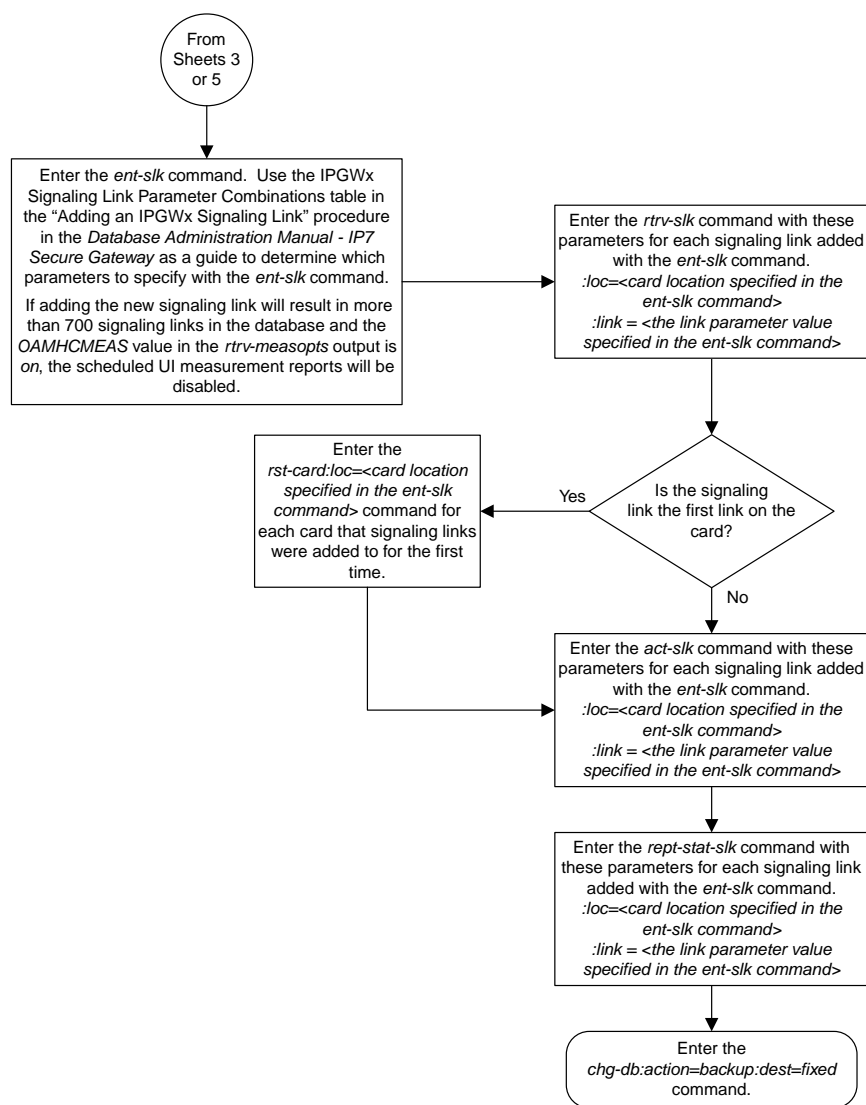 From
Sheets 3
or 5
Enter the ent-slk command.  Use the IPGWx
Signaling Link Parameter Combinations table in
the “Adding an IPGWx Signaling Link” procedure
in the Database Administration Manual - IP7
Secure Gateway as a guide to determine which
parameters to specify with the ent-slk command.
If adding the new signaling link will result in more
than 700 signaling links in the database and the
OAMHCMEAS value in the rtrv-measopts output is
on, the scheduled UI measurement reports will be
disabled.
Enter the rtrv-slk command with these
parameters for each signaling link added
with the ent-slk command.
:loc=<card location specified in the
ent-slk command>
:link = <the link parameter value
specified in the ent-slk command>
Is the signaling
link the first link on the
card?
Yes
Enter the
rst-card:loc=<card location
specified in the ent-slk
command> command for
each card that signaling links
were added to for the first
time.
No
Enter the act-slk command with these
parameters for each signaling link added
with the ent-slk command.
:loc=<card location specified in the
ent-slk command>
:link = <the link parameter value
specified in the ent-slk command>
Enter the rept-stat-slk command with
these parameters for each signaling link
added with the ent-slk command.
:loc=<card location specified in the
ent-slk command>
:link = <the link parameter value
specified in the ent-slk command>
Enter the
chg-db:action=backup:dest=fixed
command.